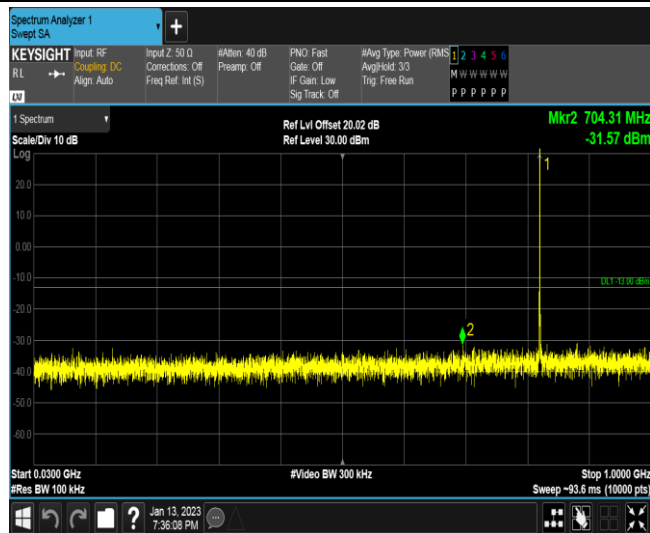 Spectrum Analyzer 1
Swept SA
+
KEYSIGHT Input: RF Input Z: 50 Ω #Atten: 40 dB PNO: Fast #Avg Type: Power (RMS 1 2 3 4 5 6
RL Coupling: DC Corrections: Off Preamp: Off Gate: Off Avg|Hold: 3/3 M W W W W W
Align: Auto Freq Ref: Int (S) IF Gain: Low Trig: Free Run
Sig Track: Off P P P P P P
LXI
1 Spectrum Ref Lvl Offset 20.02 dB Mkr2 704.31 MHz
Scale/Div 10 dB Ref Level 30.00 dBm -31.57 dBm
Log
1
20.0
10.0
0.00
-10.0
DL1 -13.00 dBm
-20.0
-30.0
2
-40.0
-50.0
-60.0
Start 0.0300 GHz #Video BW 300 kHz Stop 1.0000 GHz
#Res BW 100 kHz Sweep ~93.6 ms (10000 pts)
? Jan 13, 2023
7:36:08 PM